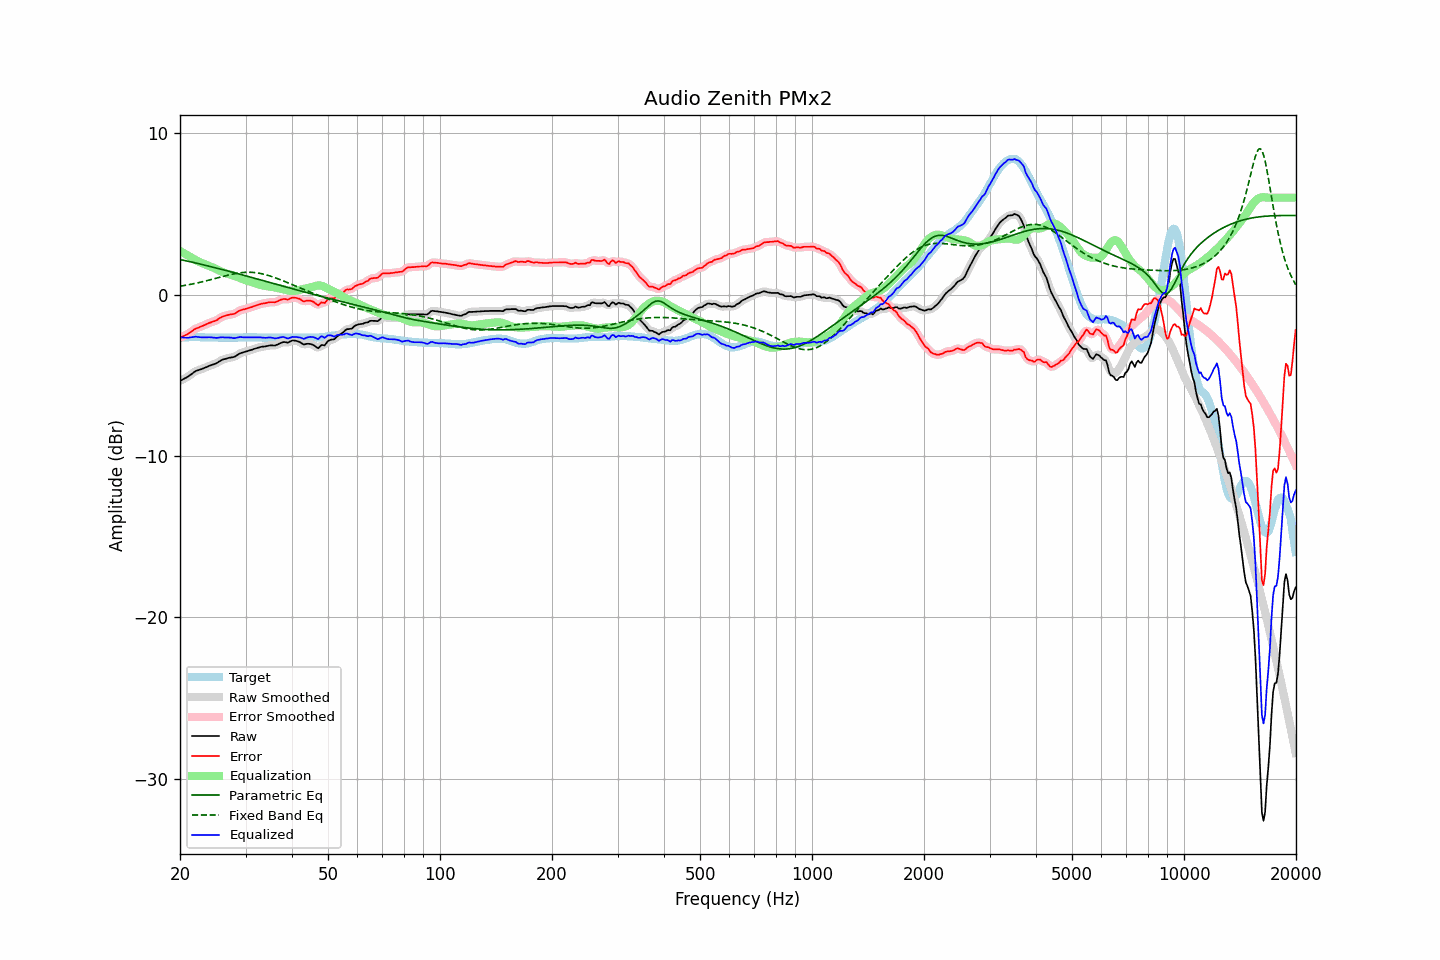 Audio Zenith PMx2
Amplitude (dBr)
10
0
−10
−20
−30
Target
Raw Smoothed
Error Smoothed
Raw
Error
Equalization
Parametric Eq
Fixed Band Eq
Equalized
20 50 100 200 500 1000 2000 5000 10000 20000
Frequency (Hz)